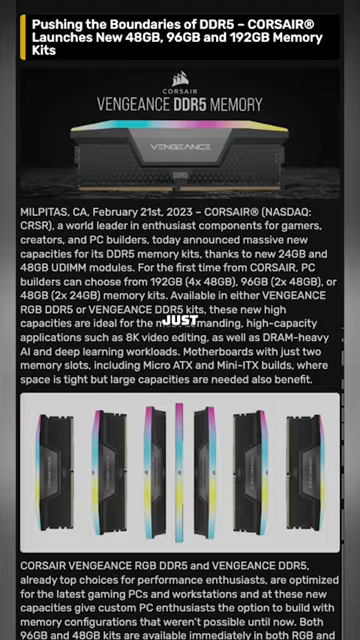 Pushing the Boundaries of DDR5 – CORSAIR®
Launches New 48GB, 96GB and 192GB Memory
Kits
CORSAIR
VENGEANCE DDR5 MEMORY
VENGEANCE
DDR5
MILPITAS, CA, February 21st, 2023 – CORSAIR® (NASDAQ:
CRSR), a world leader in enthusiast components for gamers,
creators, and PC builders, today announced massive new
capacities for its DDR5 memory kits, thanks to new 24GB and
48GB UDIMM modules. For the first time from CORSAIR, PC
builders can choose from 192GB (4x 48GB), 96GB (2x 48GB), or
48GB (2x 24GB) memory kits. Available in either VENGEANCE
RGB DDR5 or VENGEANCE DDR5 kits, these new high
capacities are ideal for the manding, high-capacity
JUST
applications such as 8K video editing, as well as DRAM-heavy
AI and deep learning workloads. Motherboards with just two
memory slots, including Micro ATX and Mini-ITX builds, where
space is tight but large capacities are needed also benefit.
CORSAIR VENGEANCE RGB DDR5 and VENGEANCE DDR5,
already top choices for performance enthusiasts, are optimized
for the latest gaming PCs and workstations and at these new
capacities give custom PC enthusiasts the option to build with
memory configurations that weren't possible until now. Both
96GB and 48GB kits are available immediately in both RGB and